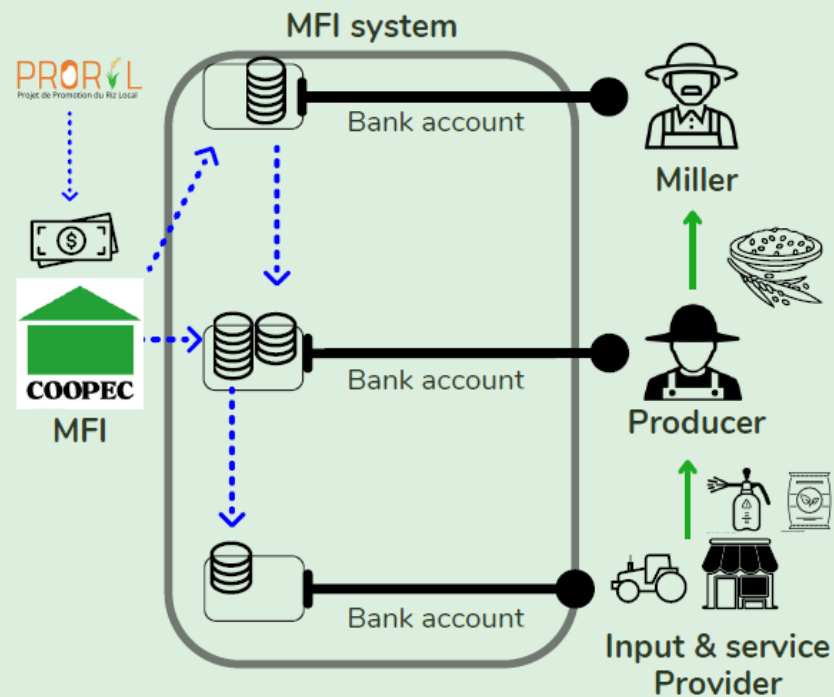 MFI system
PRORIL
Projet de Promotion du Riz Local
Bank account
Miller
$
COOPEC
MFI
Bank account
Producer
Bank account
Input & service
Provider